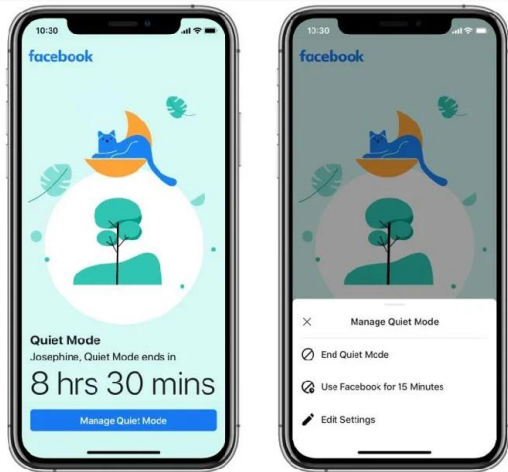 10:30
facebook
Quiet Mode
Josephine, Quiet Mode ends in
8 hrs 30 mins
Manage Quiet Mode
10:30
facebook
Manage Quiet Mode
End Quiet Mode
Use Facebook for 15 Minutes
Edit Settings